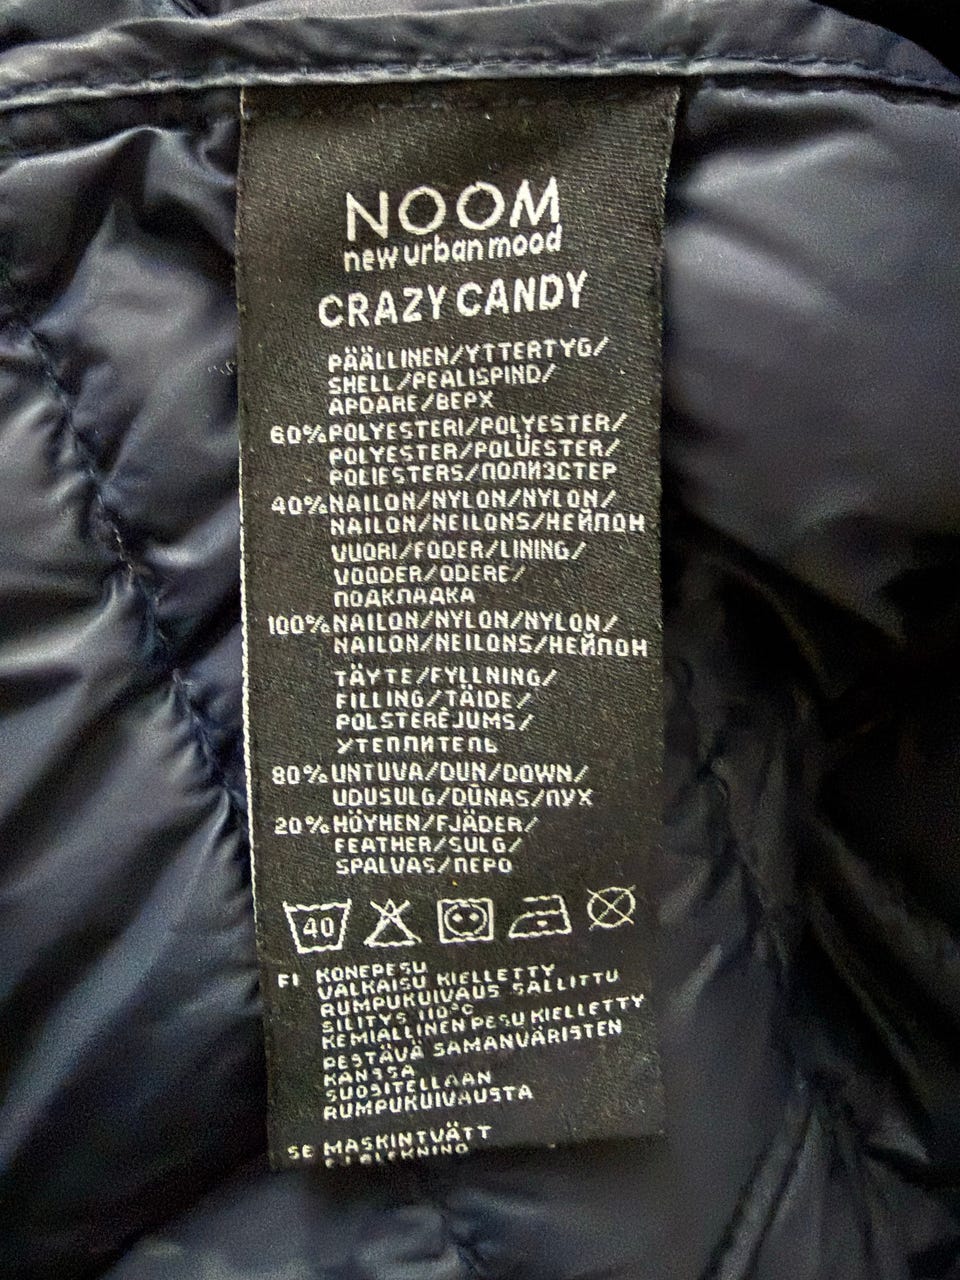 NOOM
new urban mood
CRAZY CANDY
PÄÄLLINEN/YTTERTYG/
SHELL/PEALISPIND/
APDARE/ВЕРХ
60%POLYESTERI/POLYESTER/
POLYESTER/POLÜESTER/
POLIESTERS/ПОЛИЭСТЕР
40%NAILON/NYLON/NYLON/
NAILON/NEILONS/НЕЙЛОН
VUORI/FODER/LINING/
VOODER/ODERE/
ПОДКЛАДКА
100%NAILON/NYLON/NYLON/
NAILON/NEILONS/НЕЙЛОН
TÄYTE/FYLLNING/
FILLING/TÄIDE/
POLSTERĒJUMS/
УТЕПЛИТЕЛЬ
80%UNTUVA/DUN/DOWN/
UDUSULG/DŪNAS/ПУХ
20%HÖYHEN/FJÄDER/
FEATHER/SULG/
SPALVAS/ПЕРО
40
FI KONEPESU
VALKAISU KIELLETTY
RUMPUKUIVAUS SALLITTU
SILITYS 110°C
KEMIALLINEN PESU KIELLETTY
PESTÄVÄ SAMANVÄRISTEN
KANSSA
SUOSITELLAAN
RUMPUKUIVAUSTA
SE MASKINTVÄTT
EJ BLEKNING